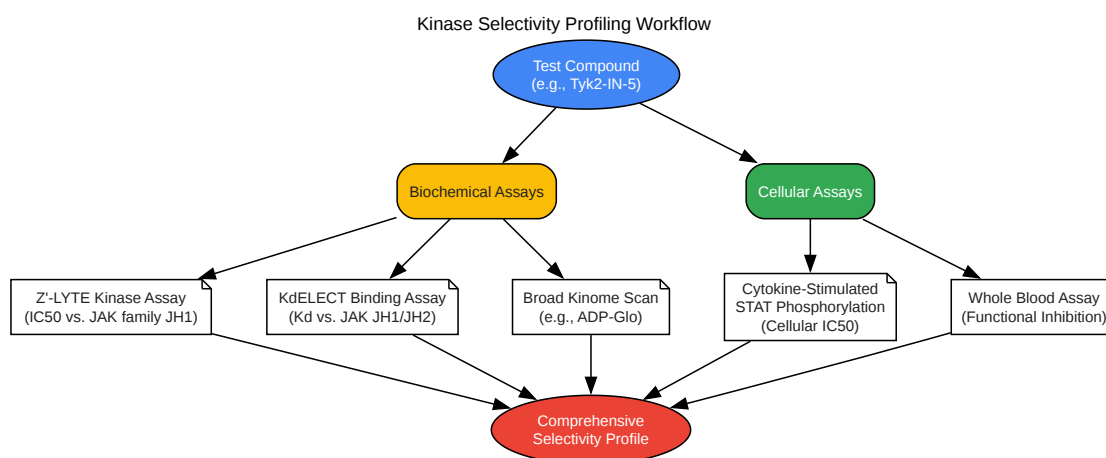 Kinase Selectivity Profiling Workflow
Test Compound
(e.g., Tyk2-IN-5)
Biochemical Assays
Cellular Assays
Z'-LYTE Kinase Assay
(IC50 vs. JAK family JH1)
KdELECT Binding Assay
(Kd vs. JAK JH1/JH2)
Broad Kinome Scan
(e.g., ADP-Glo)
Cytokine-Stimulated
STAT Phosphorylation
(Cellular IC50)
Whole Blood Assay
(Functional Inhibition)
Comprehensive
Selectivity Profile